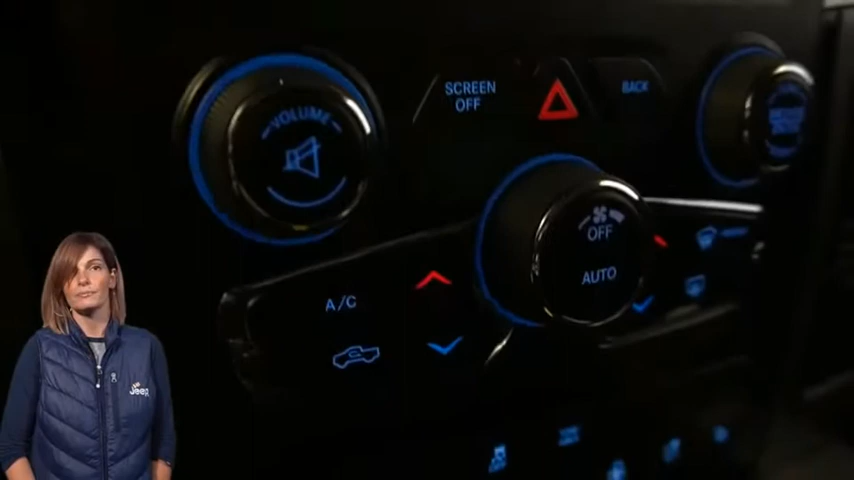 SCREEN
OFF
BACK
VOLUME
OFF
AUTO
A/C
Jeep